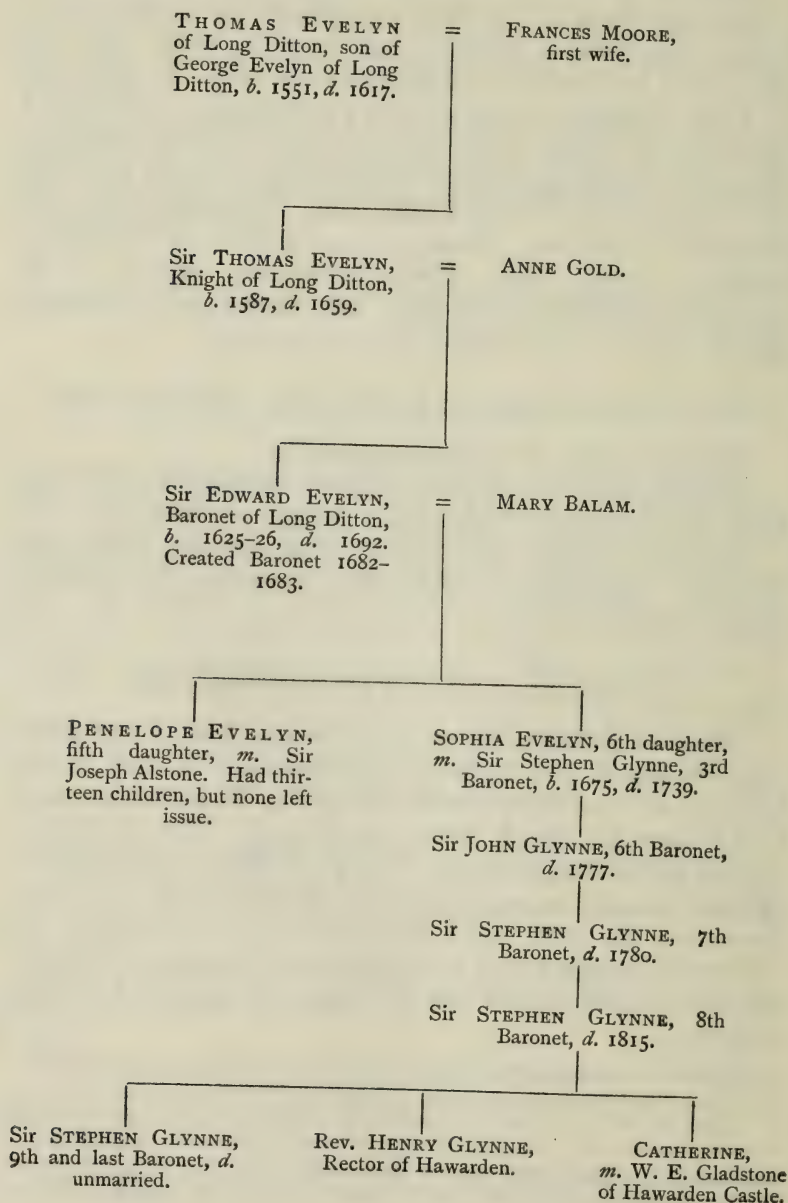 THOMAS EVELYN
of Long Ditton, son of
George Evelyn of Long
Ditton, b. 1551, d. 1617.
=
FRANCES MOORE,
first wife.
Sir THOMAS EVELYN,
Knight of Long Ditton,
b. 1587, d. 1659.
=
ANNE GOLD.
Sir EDWARD EVELYN,
Baronet of Long Ditton,
b. 1625–26, d. 1692.
Created Baronet 1682–
1683.
=
MARY BALAM.
PENELOPE EVELYN,
fifth daughter, m. Sir
Joseph Alstone. Had thir-
teen children, but none left
issue.
SOPHIA EVELYN, 6th daughter,
m. Sir Stephen Glynne, 3rd
Baronet, b. 1675, d. 1739.
Sir JOHN GLYNNE, 6th Baronet,
d. 1777.
Sir STEPHEN GLYNNE, 7th
Baronet, d. 1780.
Sir STEPHEN GLYNNE, 8th
Baronet, d. 1815.
Sir STEPHEN GLYNNE,
9th and last Baronet, d.
unmarried.
Rev. HENRY GLYNNE,
Rector of Hawarden.
CATHERINE,
m. W. E. Gladstone
of Hawarden Castle.